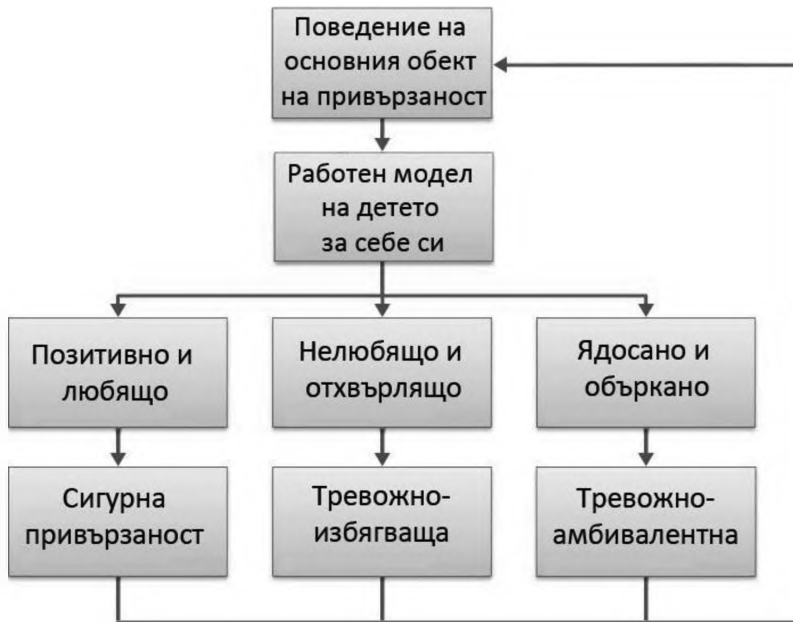 Поведение на
основния обект
на привързаност
Работен модел
на детето
за себе си
Позитивно и
любящо
Нелюбящо и
отхвърлящо
Ядосано и
объркано
Сигурна
привързаност
Тревожно-
избягваща
Тревожно-
амбивалентна